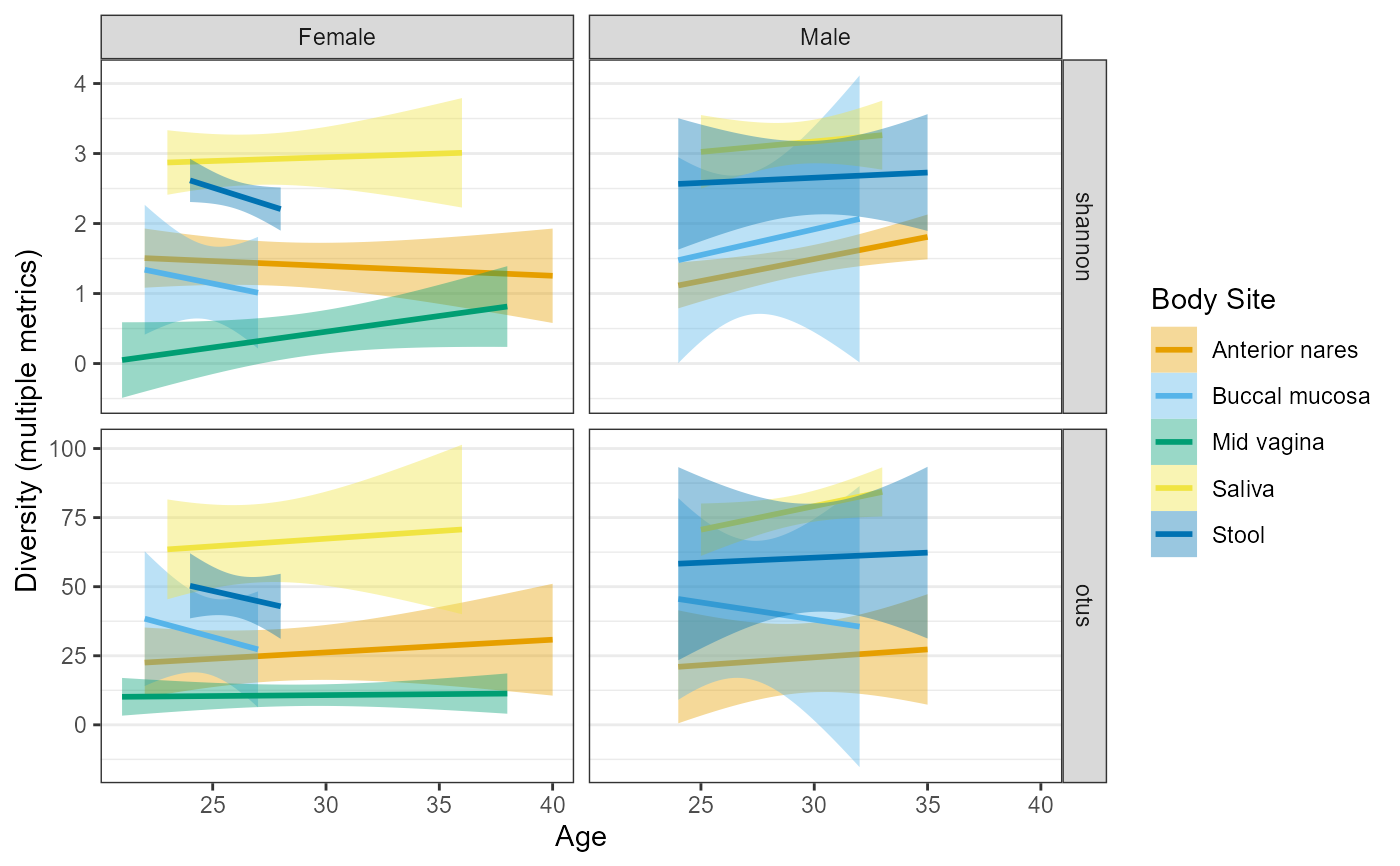 Female
Male
4
3
2
1
0
shannon
100
75
50
25
0
otus
25
30
35
40
25
30
35
40
Age
Diversity (multiple metrics)
Body Site
Anterior nares
Buccal mucosa
Mid vagina
Saliva
Stool